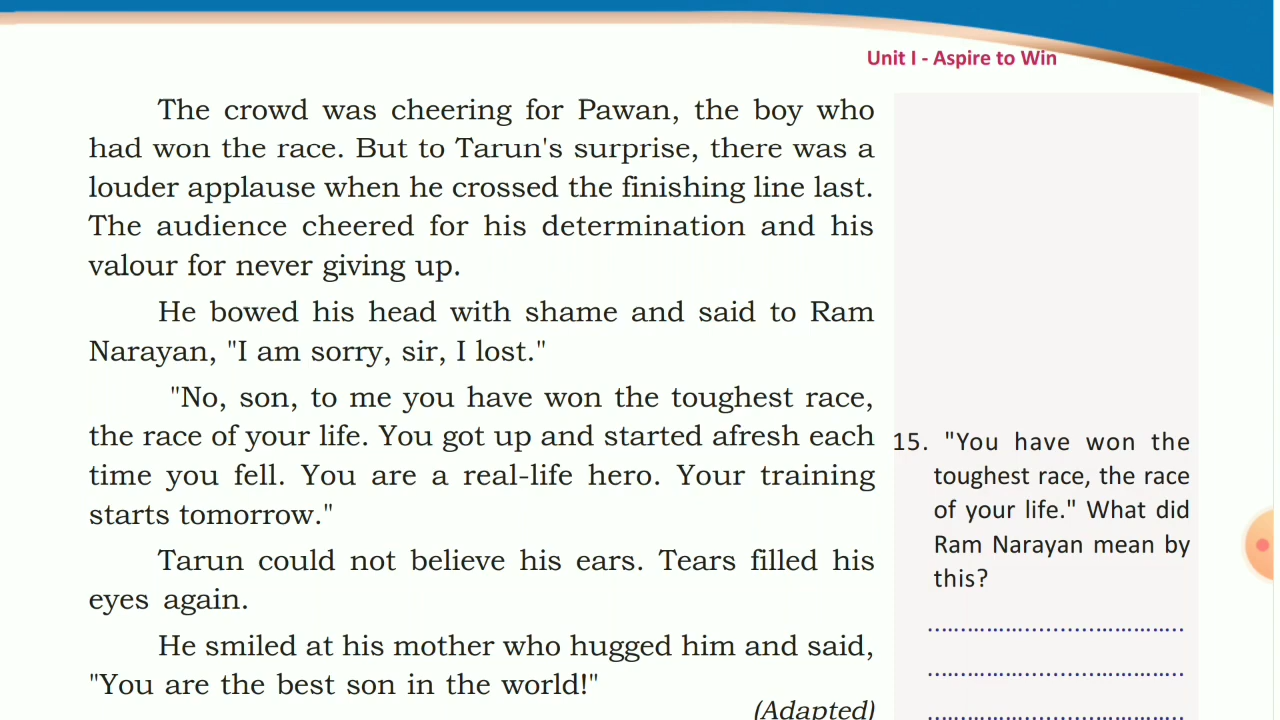 Unit I - Aspire to Win
The crowd was cheering for Pawan, the boy who
had won the race. But to Tarun's surprise, there was a
louder applause when he crossed the finishing line last.
The audience cheered for his determination and his
valour for never giving up.
He bowed his head with shame and said to Ram
Narayan, "I am sorry, sir, I lost."
"No, son, to me you have won the toughest race,
the race of your life. You got up and started afresh each
time you fell. You are a real-life hero. Your training
starts tomorrow."
Tarun could not believe his ears. Tears filled his
eyes again.
He smiled at his mother who hugged him and said,
"You are the best son in the world!"
(Adapted)
15. "You have won the
toughest race, the race
of your life." What did
Ram Narayan mean by
this?